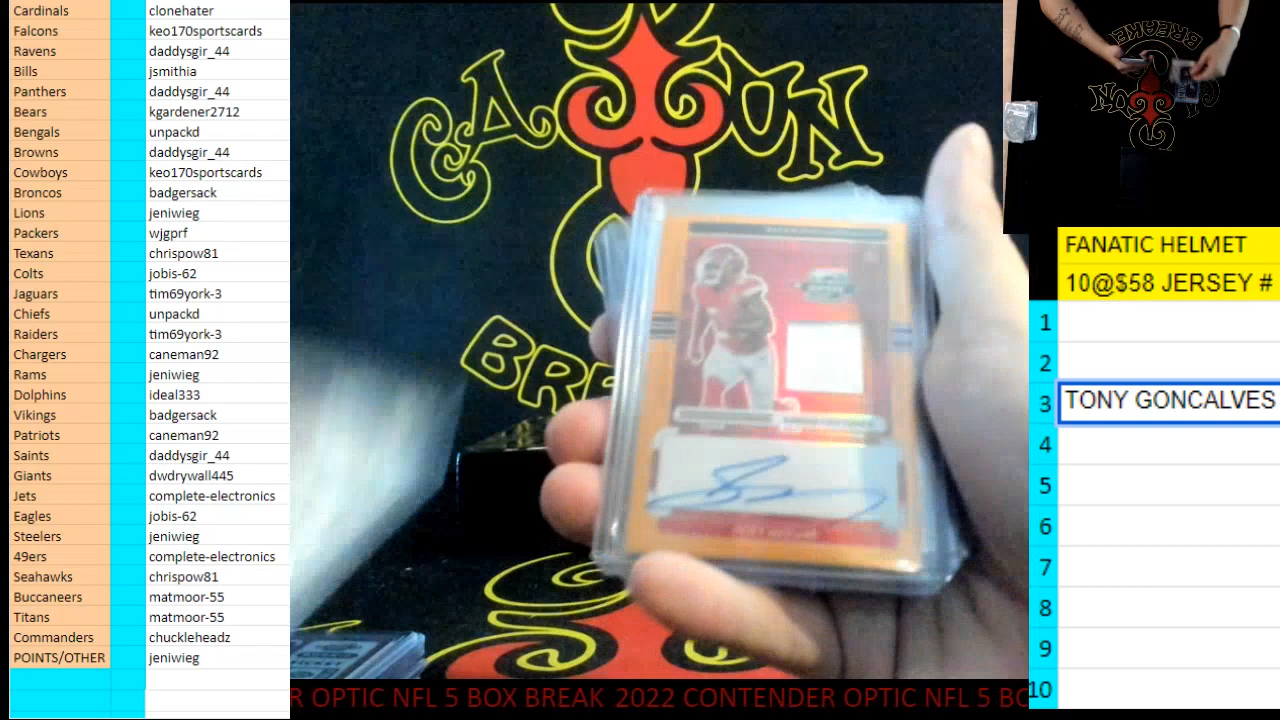 Cardinals clonehater
Falcons keo170sportscards
Ravens daddysgir_44
Bills jsmithia
Panthers daddysgir_44
Bears kgardener2712
Bengals unpackd
Browns daddysgir_44
Cowboys keo170sportscards
Broncos badgersack
Lions jeniwieg
Packers wjgprf
Texans chrispow81
Colts jobis-62
Jaguars tim69york-3
Chiefs unpackd
Raiders tim69york-3
Chargers caneman92
Rams jeniwieg
Dolphins ideal333
Vikings badgersack
Patriots caneman92
Saints daddysgir_44
Giants dwdrywall445
Jets complete-electronics
Eagles jobis-62
Steelers jeniwieg
49ers complete-electronics
Seahawks chrispow81
Buccaneers matmoor-55
Titans matmoor-55
Commanders chuckleheadz
POINTS/OTHER jeniwieg
CAJUN
BRE
BREAKE
FANATIC HELMET
10@$58 JERSEY #
1
2
3 TONY GONCALVES
4
5
6
7
8
9
10
R OPTIC NFL 5 BOX BREAK 2022 CONTENDER OPTIC NFL 5 BO